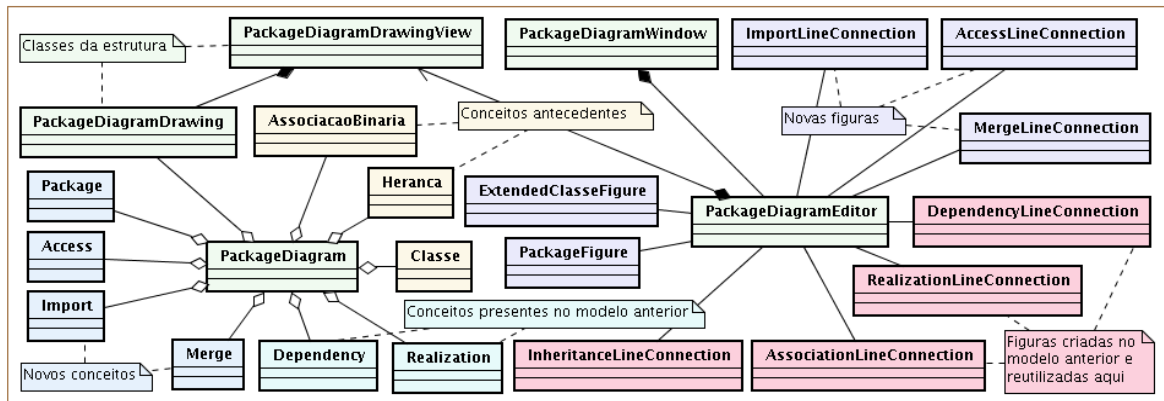 PackageDiagramDrawingView
PackageDiagramWindow
ImportLineConnection
AccessLineConnection
Classes da estrutura
PackageDiagramDrawing
AssociacaoBinaria
Conceitos antecedentes
Novas figuras
MergeLineConnection
Package
Heranca
ExtendedClasseFigure
PackageDiagramEditor
DependencyLineConnection
Access
PackageDiagram
Classe
PackageFigure
RealizationLineConnection
Import
Conceitos presentes no modelo anterior
Merge
Dependency
Realization
InheritanceLineConnection
AssociationLineConnection
Figuras criadas no
modelo anterior e
reutilizadas aqui
Novos conceitos